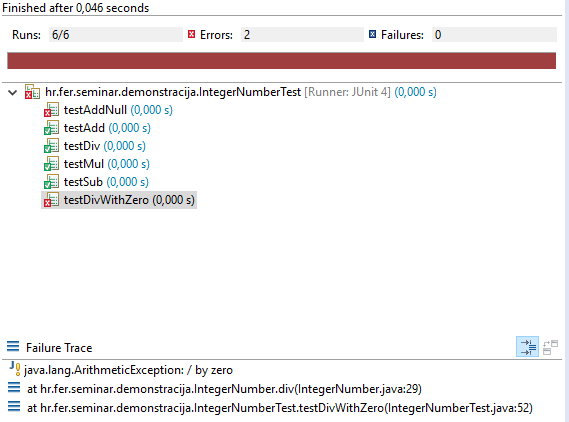 Finished after 0,046 seconds
Runs: 6/6 Errors: 2 Failures: 0
hr.fer.seminar.demonstracija.IntegerNumberTest [Runner: JUnit 4] (0,000 s)
testAddNull (0,000 s)
testAdd (0,000 s)
testDiv (0,000 s)
testMul (0,000 s)
testSub (0,000 s)
testDivWithZero (0,000 s)
Failure Trace
java.lang.ArithmeticException: / by zero
at hr.fer.seminar.demonstracija.IntegerNumber.div(IntegerNumber.java:29)
at hr.fer.seminar.demonstracija.IntegerNumberTest.testDivWithZero(IntegerNumberTest.java:52)